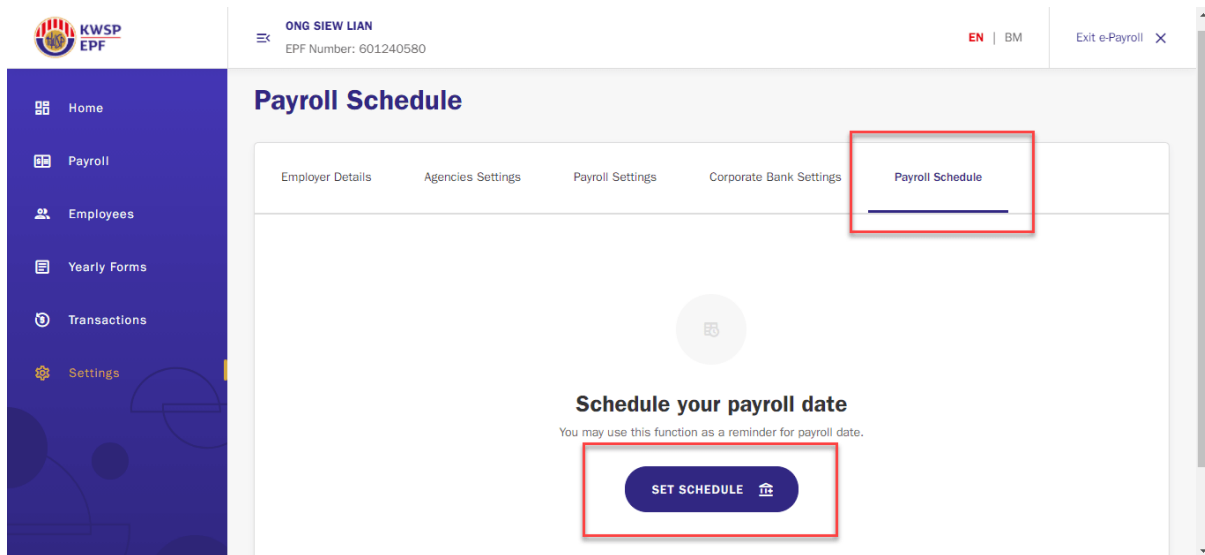 KWSP
EPF
ONG SIEW LIAN
EPF Number: 601240580
EN | BM
Exit e-Payroll
Home
Payroll
Employees
Yearly Forms
Transactions
Settings
Payroll Schedule
Employer Details
Agencies Settings
Payroll Settings
Corporate Bank Settings
Payroll Schedule
Schedule your payroll date
You may use this function as a reminder for payroll date.
SET SCHEDULE